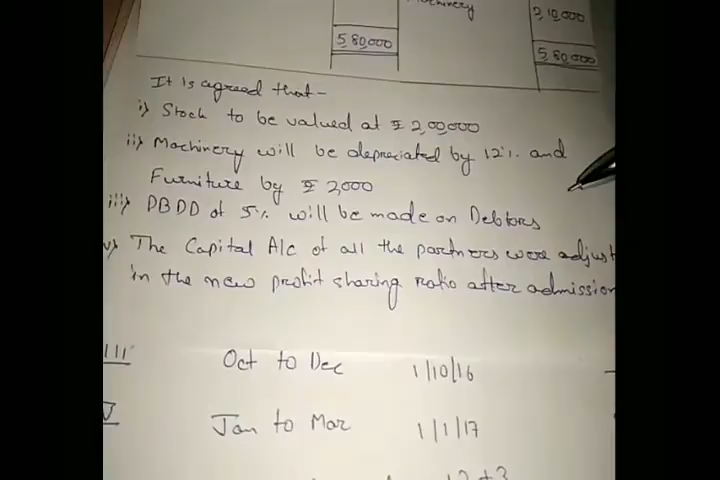 2,10,000
5,80,000 5,80,000
It is agreed that -
i) Stock to be valued at ₹ 2,00,000
ii) Machinery will be depreciated by 12%. and
Furniture by ₹ 2,000
iii) PBDD of 5% will be made on Debtors
v) The Capital A/c of all the partners were adjust
in the new profit sharing ratio after admission
III Oct to Dec 1/10/16
Jan to Mar 1/1/17